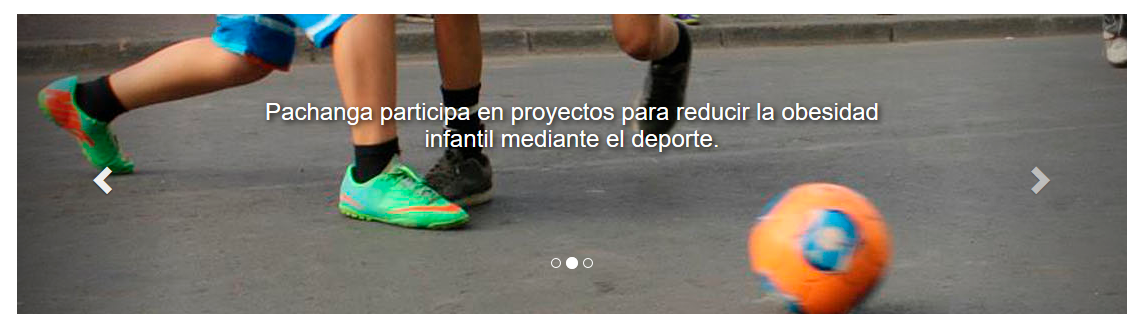 Pachanga participa en proyectos para reducir la obesidad
infantil mediante el deporte.